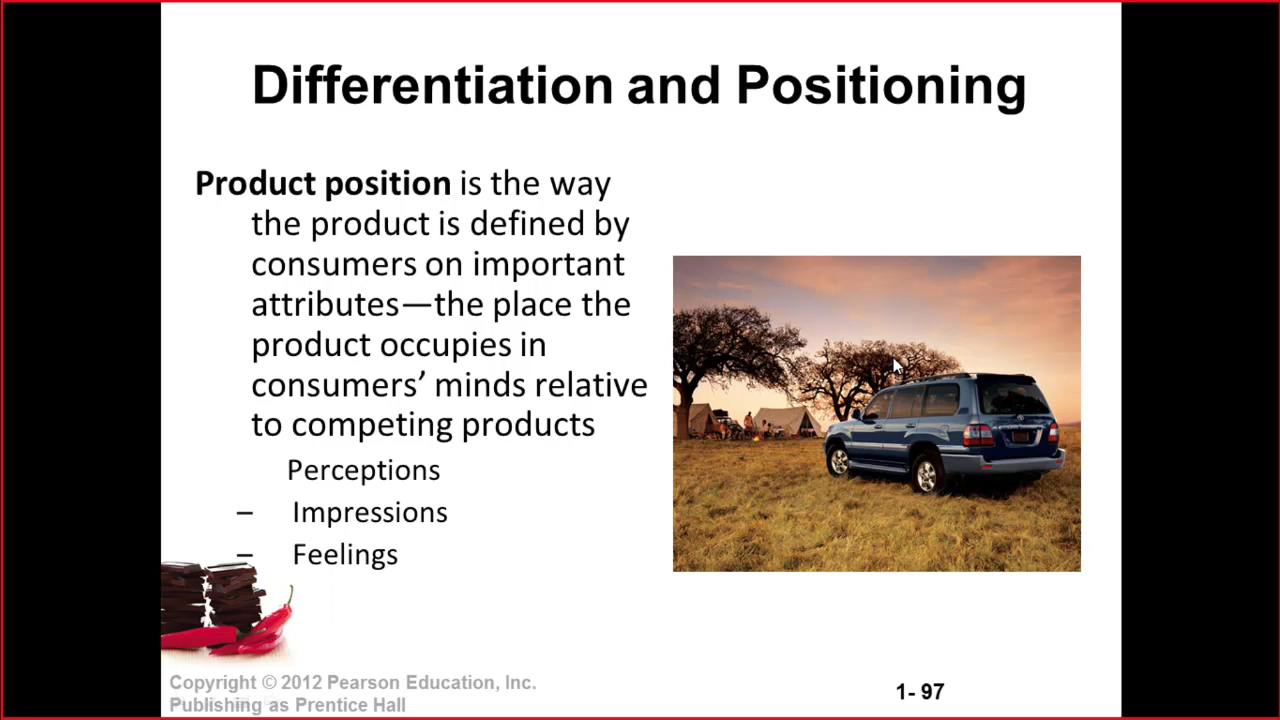 Differentiation and Positioning
Product position is the way
the product is defined by
consumers on important
attributes—the place the
product occupies in
consumers’ minds relative
to competing products
Perceptions
– Impressions
– Feelings
Copyright © 2012 Pearson Education, Inc.
Publishing as Prentice Hall
1- 97